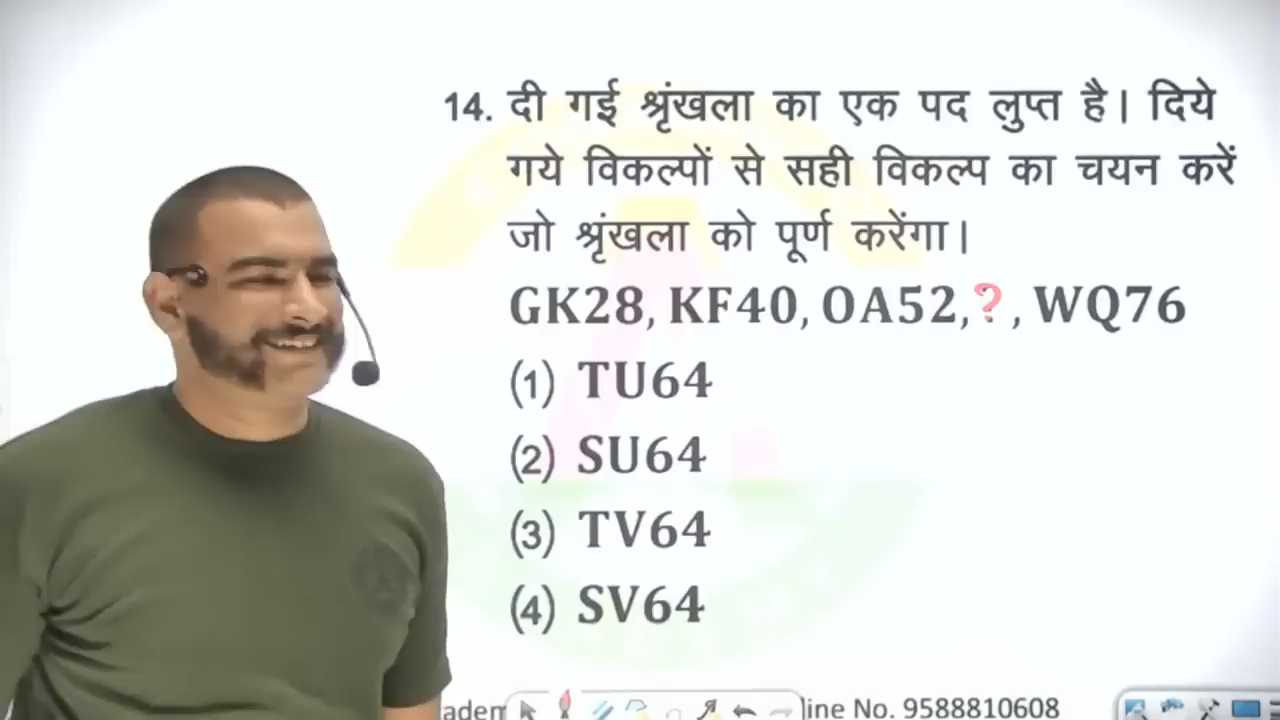 14. दी गई श्रृंखला का एक पद लुप्त है। दिये
गये विकल्पों से सही विकल्प का चयन करें
जो श्रृंखला को पूर्ण करेंगा।
GK28, KF40, OA52, ?, WQ76
(1) TU64
(2) SU64
(3) TV64
(4) SV64
adem
line No. 9588810608